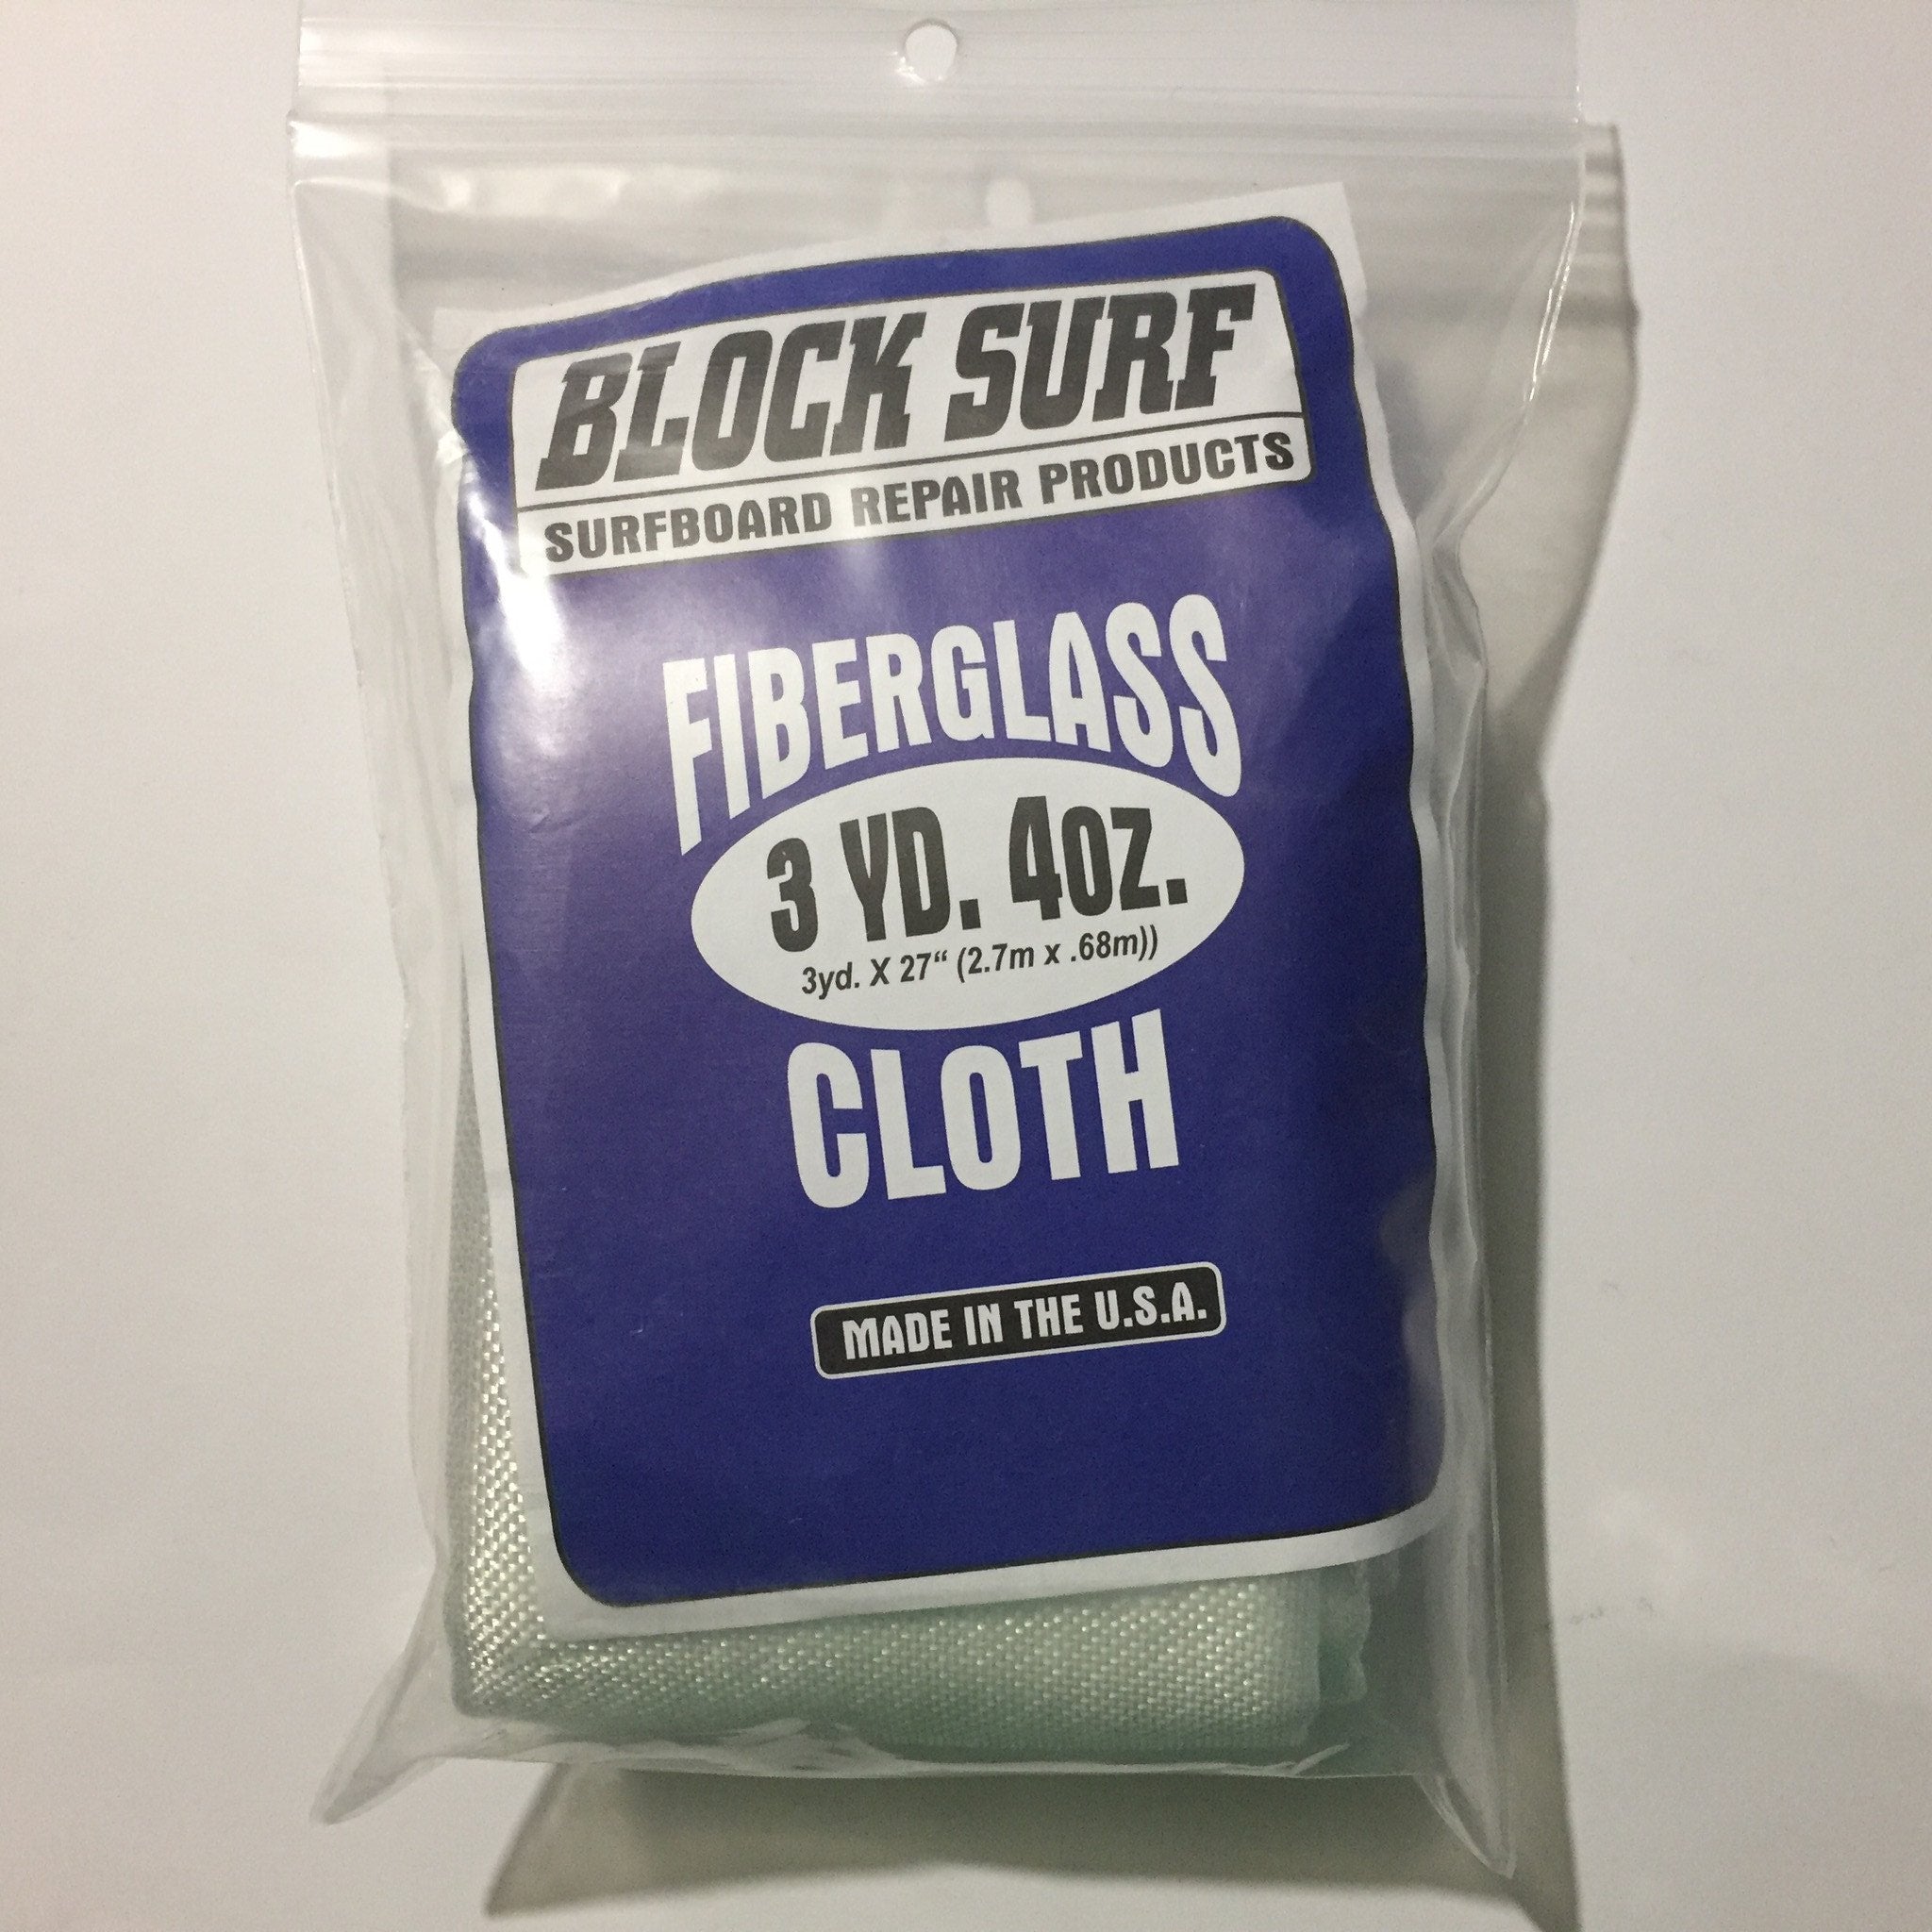 BLOCK SURF
SURFBOARD REPAIR PRODUCTS
FIBERGLASS
3 YD. 4OZ.
3yd. X 27“ (2.7m x .68m))
CLOTH
MADE IN THE U.S.A.